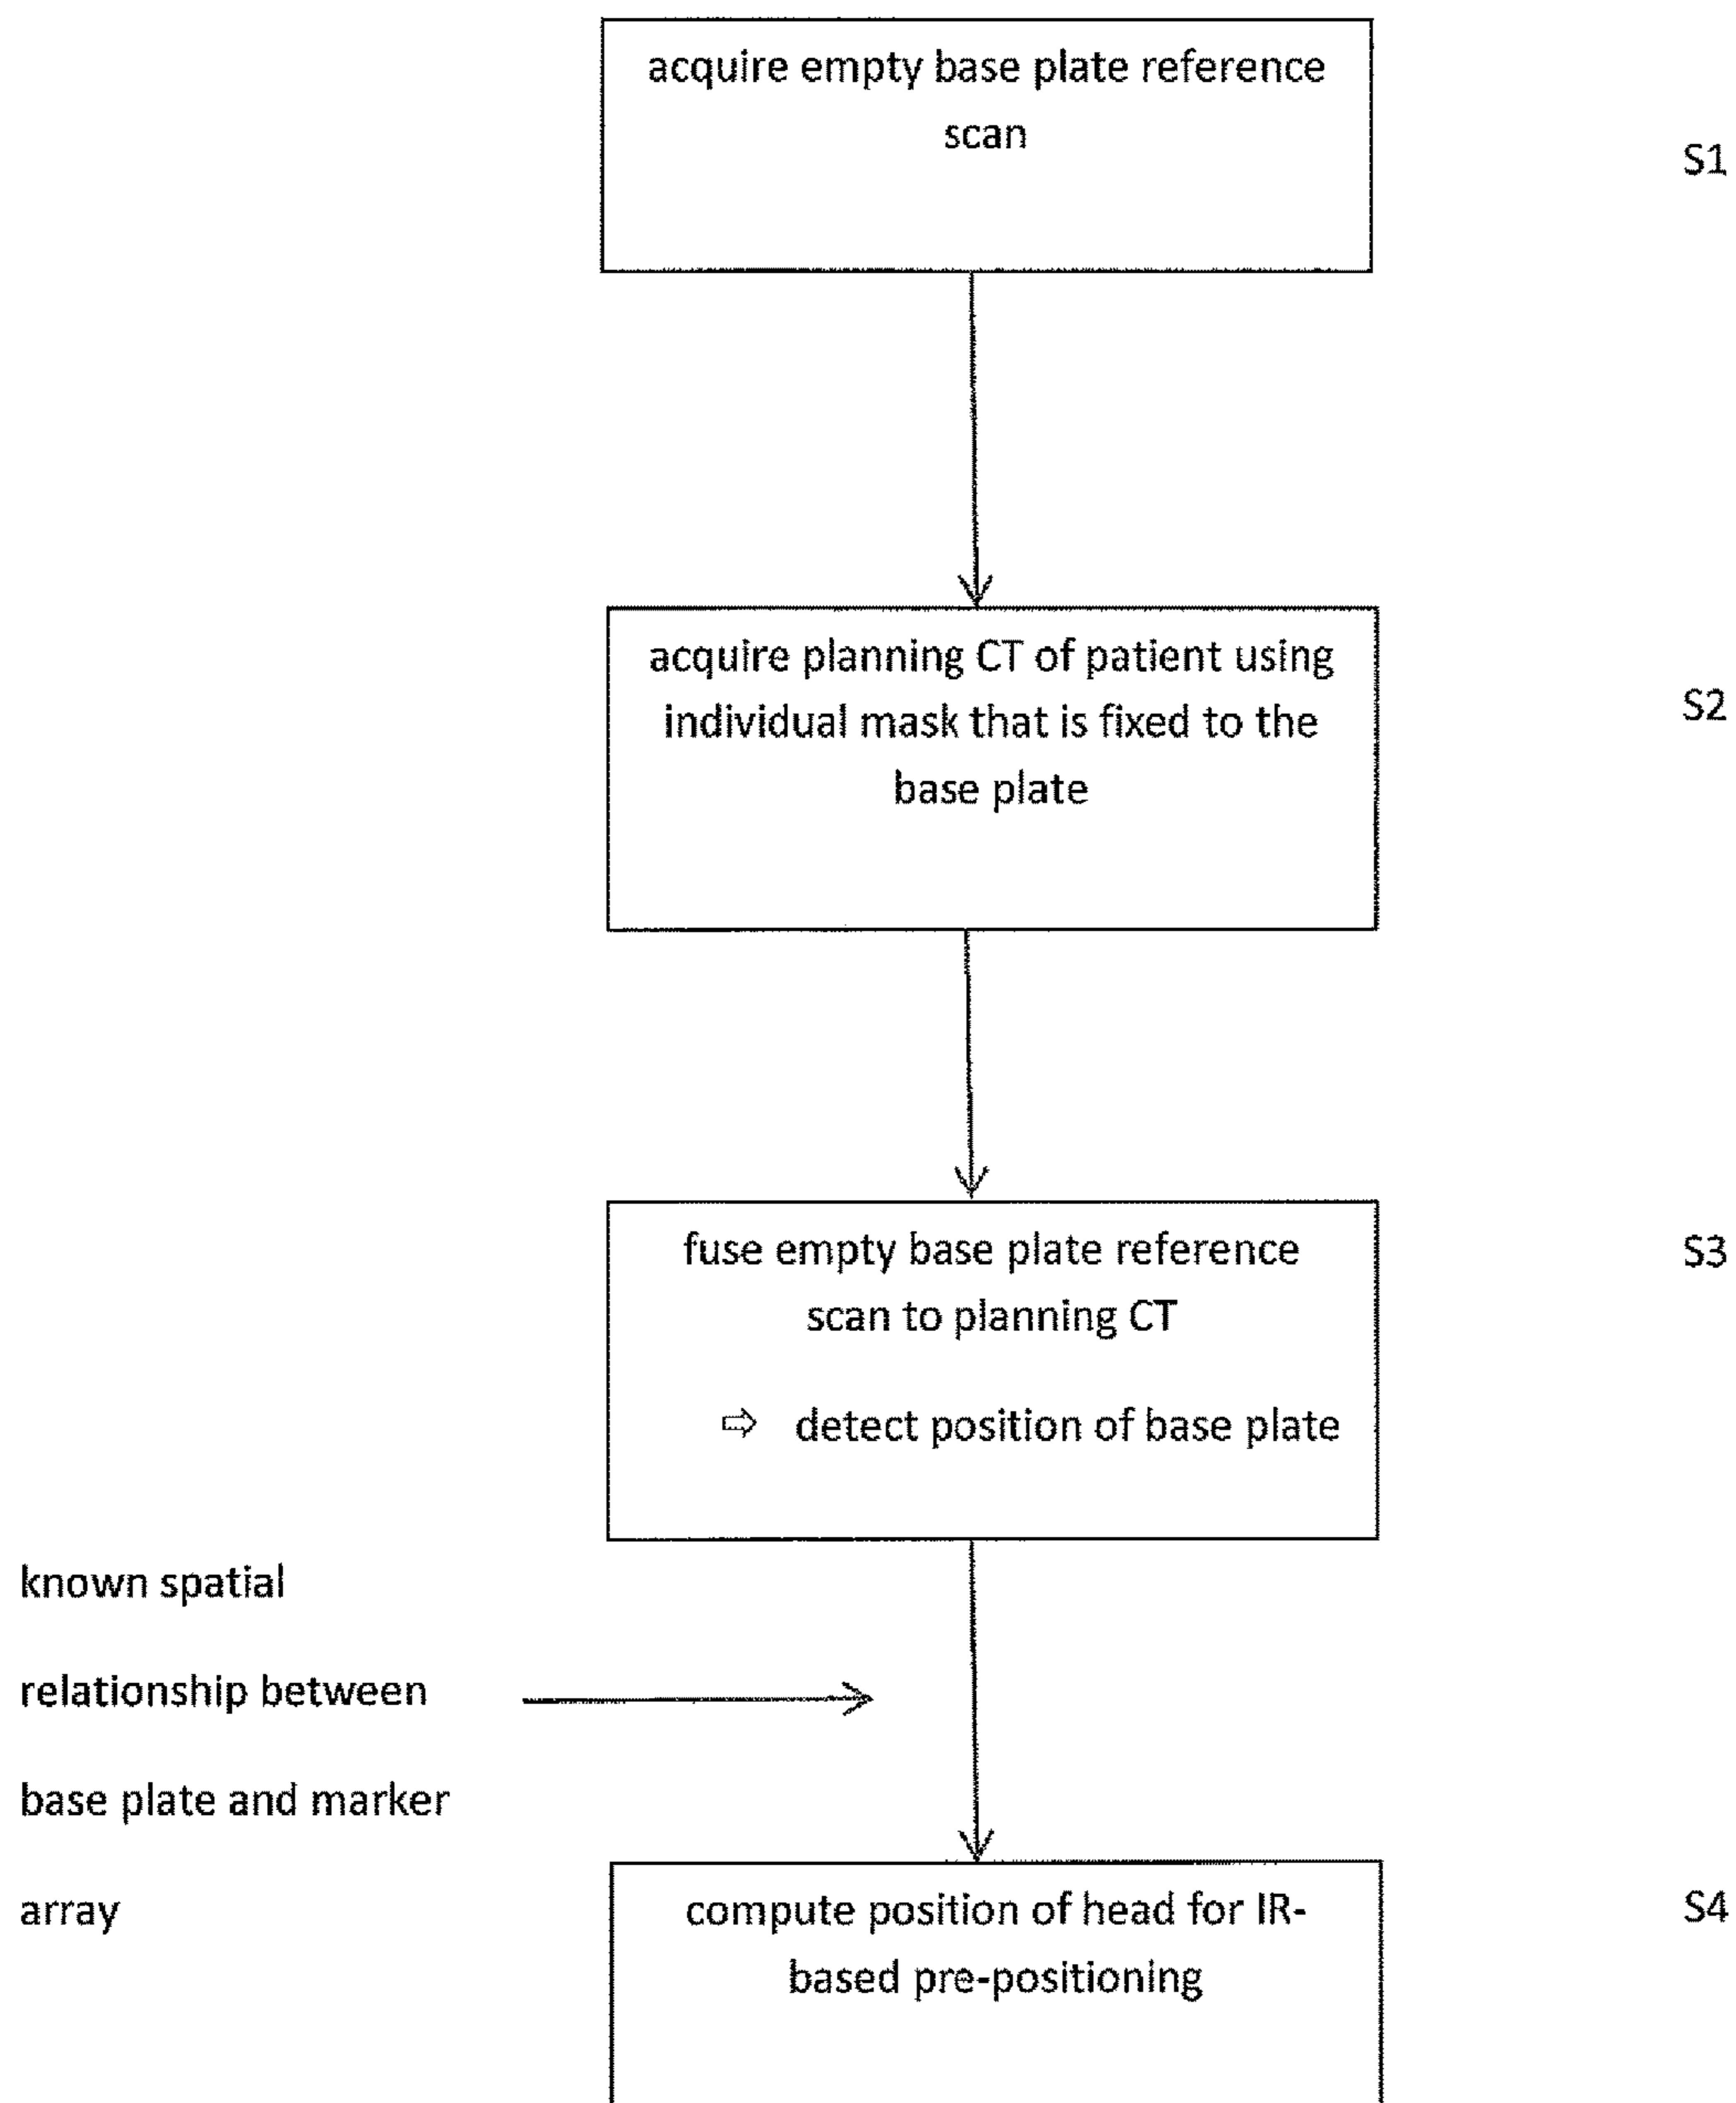 acquire empty base plate reference
scan
S1
acquire planning CT of patient using
individual mask that is fixed to the
base plate
S2
fuse empty base plate reference
scan to planning CT
⇨ detect position of base plate
S3
known spatial
relationship between
base plate and marker
array
compute position of head for IR-
based pre-positioning
S4